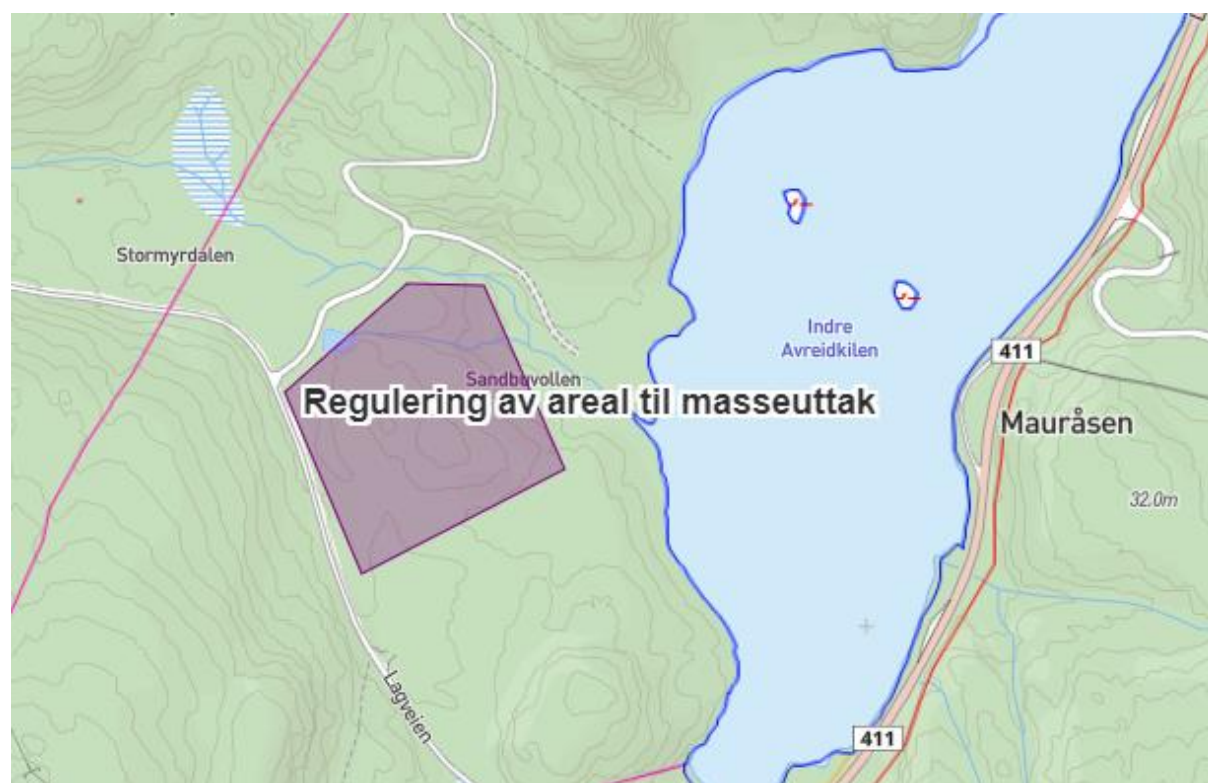 Stormyrdalen
Indre
Avreidkilen
411
Sandbuvollen
Regulering av areal til masseuttak
Mauråsen
32,0m
Lagveien
411